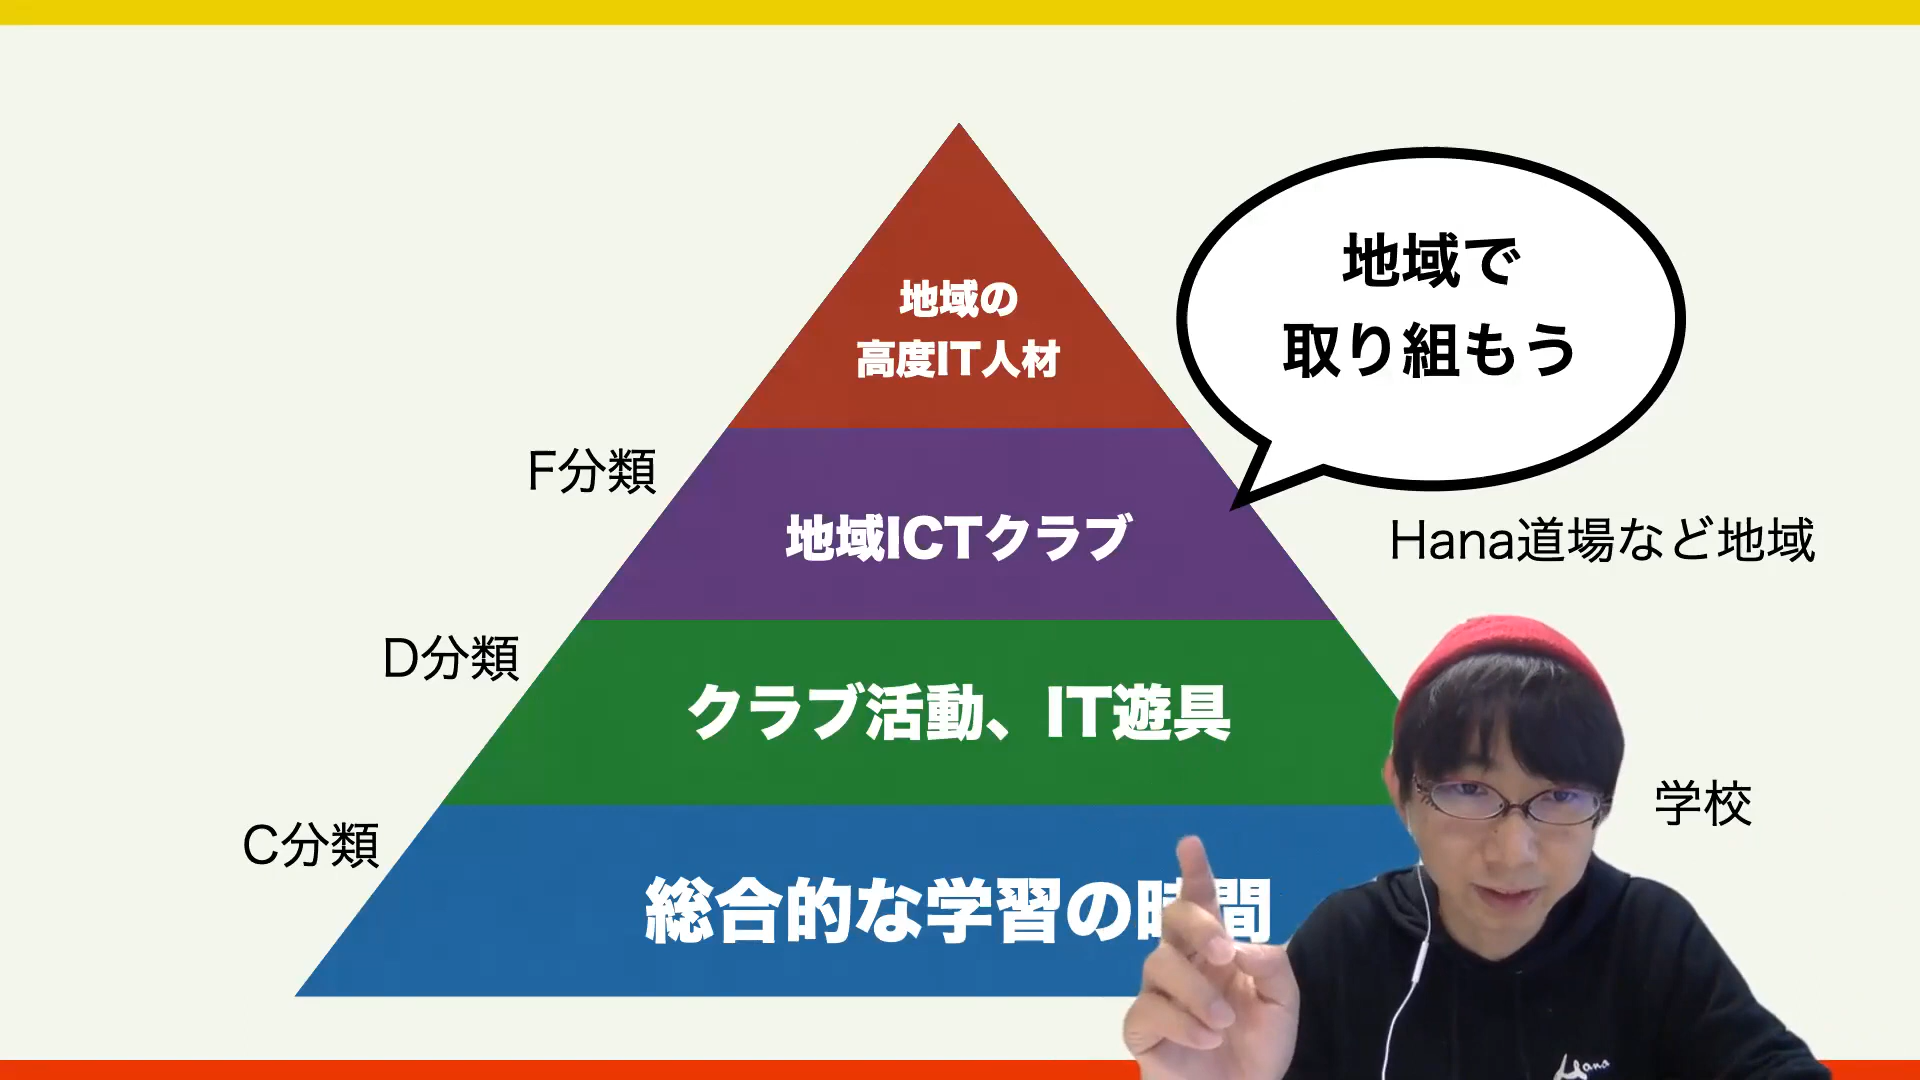 地域の
高度IT人材
地域で
取り組もう
F分類
地域ICTクラブ
Hana道場など地域
D分類
クラブ活動、IT遊具
学校
C分類
総合的な学習の時間
Hana